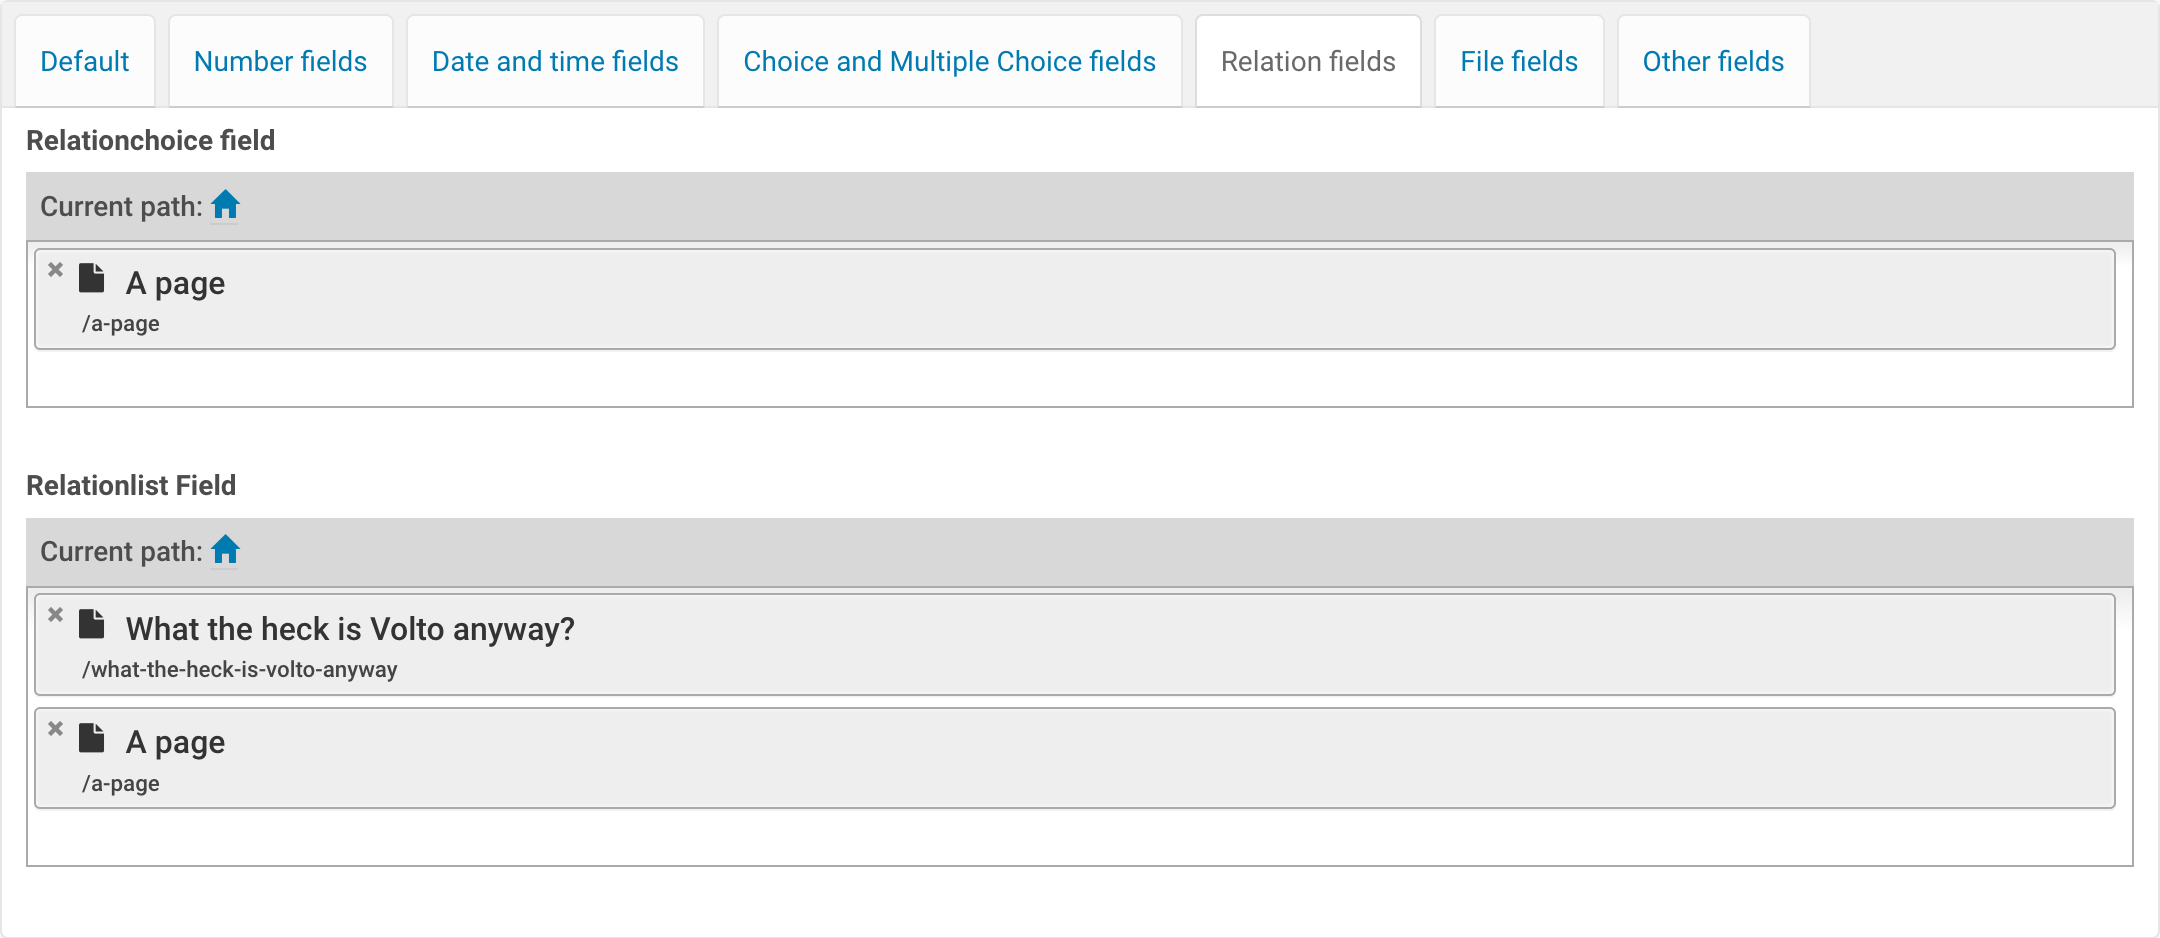 Default Number fields Date and time fields Choice and Multiple Choice fields Relation fields File fields Other fields
Relationchoice field
Current path:
A page
/a-page
Relationlist Field
Current path:
What the heck is Volto anyway?
/what-the-heck-is-volto-anyway
A page
/a-page